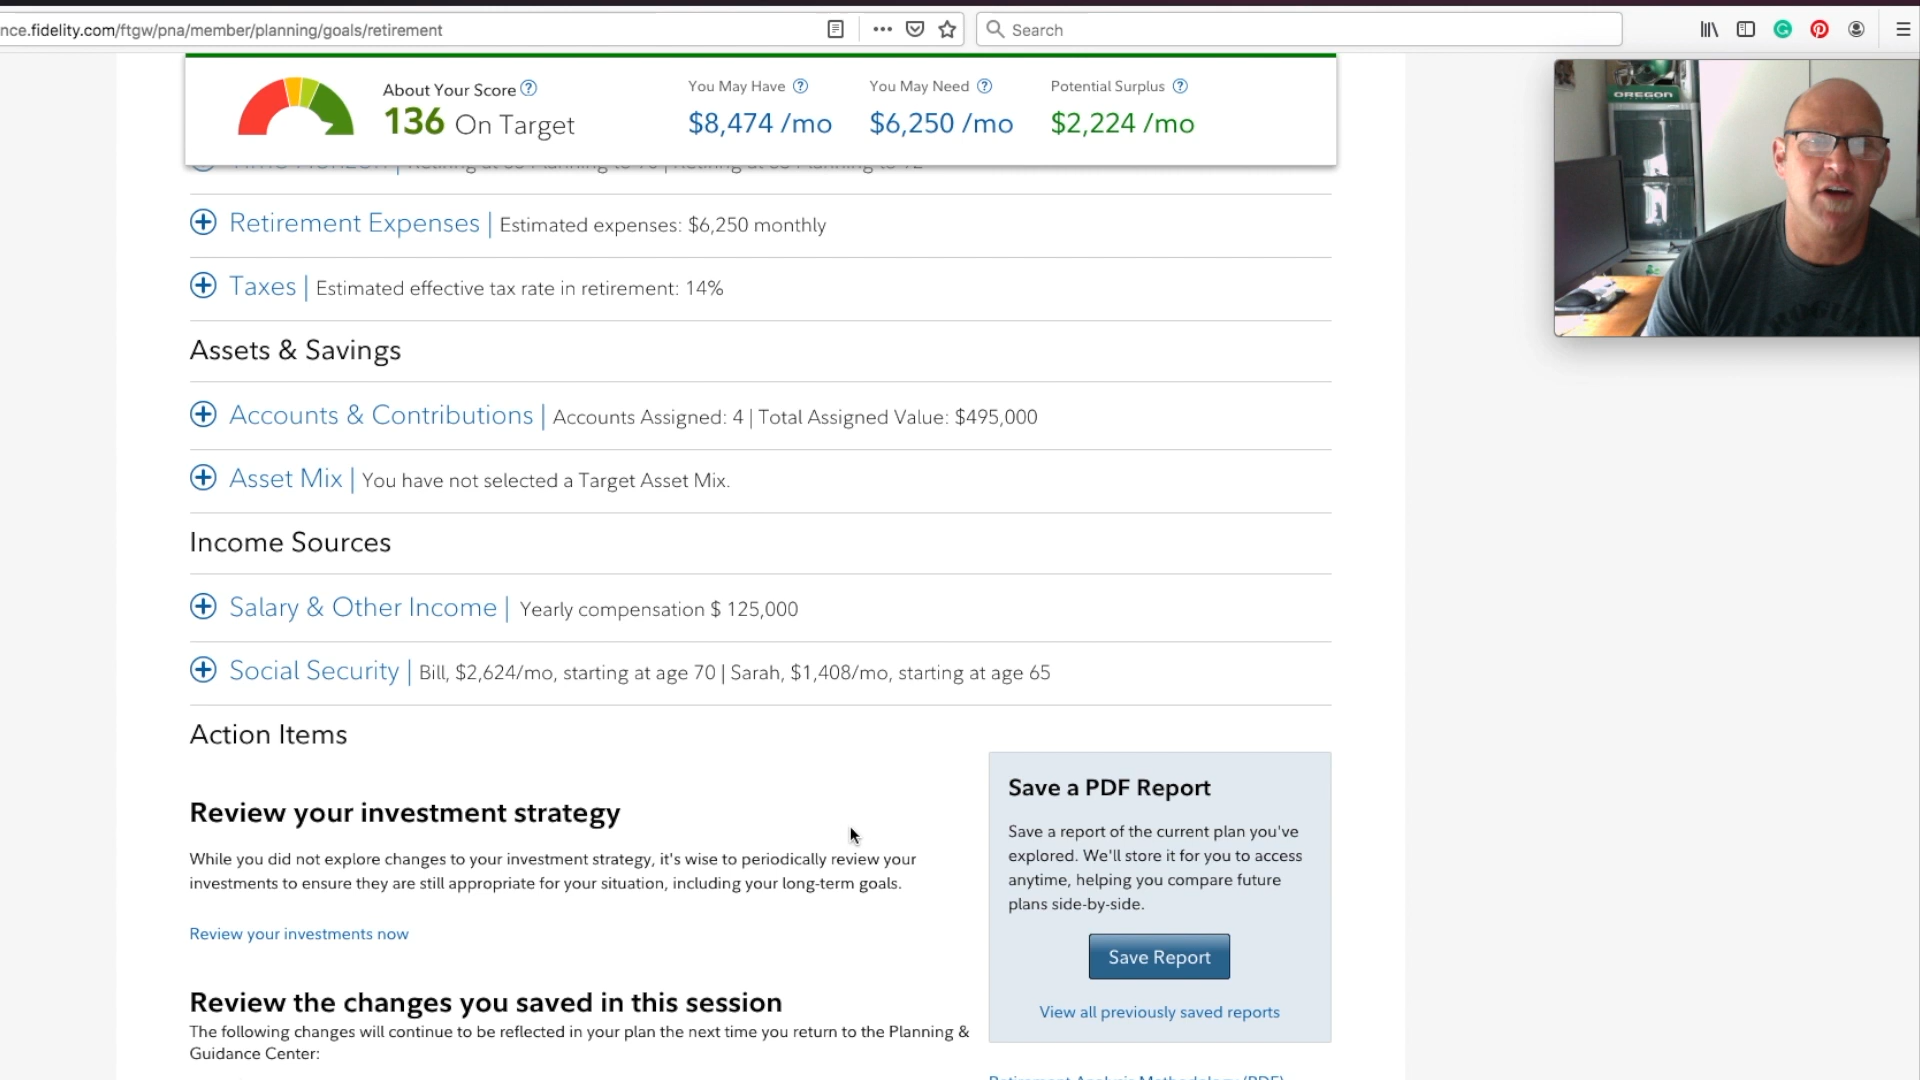 nce.fidelity.com/ftgw/pna/member/planning/goals/retirement
Search
About Your Score ?
136 On Target
You May Have ?
$8,474 /mo
You May Need ?
$6,250 /mo
Potential Surplus ?
$2,224 /mo
OREGON
Retirement Expenses | Estimated expenses: $6,250 monthly
Taxes | Estimated effective tax rate in retirement: 14%
Assets & Savings
Accounts & Contributions | Accounts Assigned: 4 | Total Assigned Value: $495,000
Asset Mix | You have not selected a Target Asset Mix.
Income Sources
Salary & Other Income | Yearly compensation $ 125,000
Social Security | Bill, $2,624/mo, starting at age 70 | Sarah, $1,408/mo, starting at age 65
Action Items
Review your investment strategy
While you did not explore changes to your investment strategy, it's wise to periodically review your
investments to ensure they are still appropriate for your situation, including your long-term goals.
Review your investments now
Review the changes you saved in this session
The following changes will continue to be reflected in your plan the next time you return to the Planning &
Guidance Center:
Save a PDF Report
Save a report of the current plan you've
explored. We'll store it for you to access
anytime, helping you compare future
plans side-by-side.
Save Report
View all previously saved reports
Retirement Analysis Methodology (PDF)